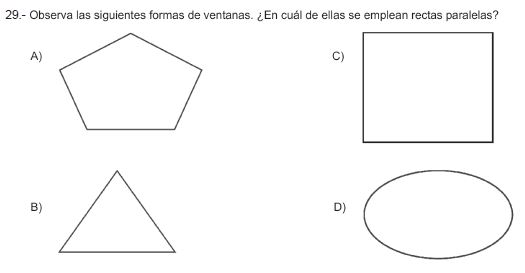 29.- Observa las siguientes formas de ventanas. ¿En cuál de ellas se emplean rectas paralelas?
A)
C)
B)
D)